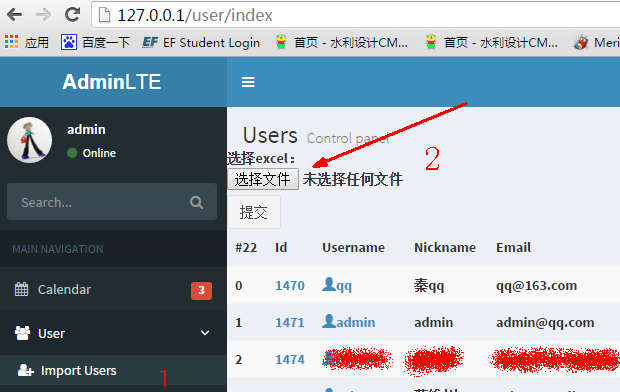 127.0.0.1/user/index
应用 百度一下 EF Student Login 首页 - 水利设计CM... 首页 - 水利设计CM... Meri
AdminLTE
admin
Online
Search...
MAIN NAVIGATION
Calendar 3
User
Import Users
1
Users Control panel
选择excel：
选择文件 未选择任何文件
2
提交
#22 Id Username Nickname Email
0 1470 qq 秦qq qq@163.com
1 1471 admin admin admin@qq.com
2 1474